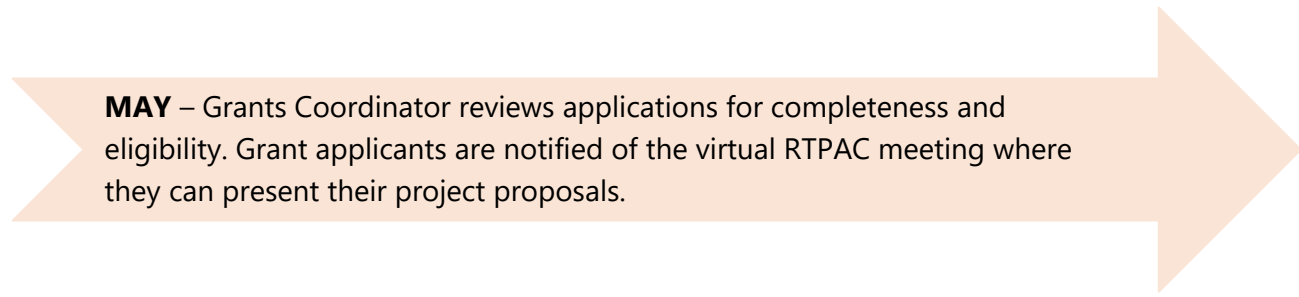 MAY – Grants Coordinator reviews applications for completeness and
eligibility. Grant applicants are notified of the virtual RTPAC meeting where
they can present their project proposals.